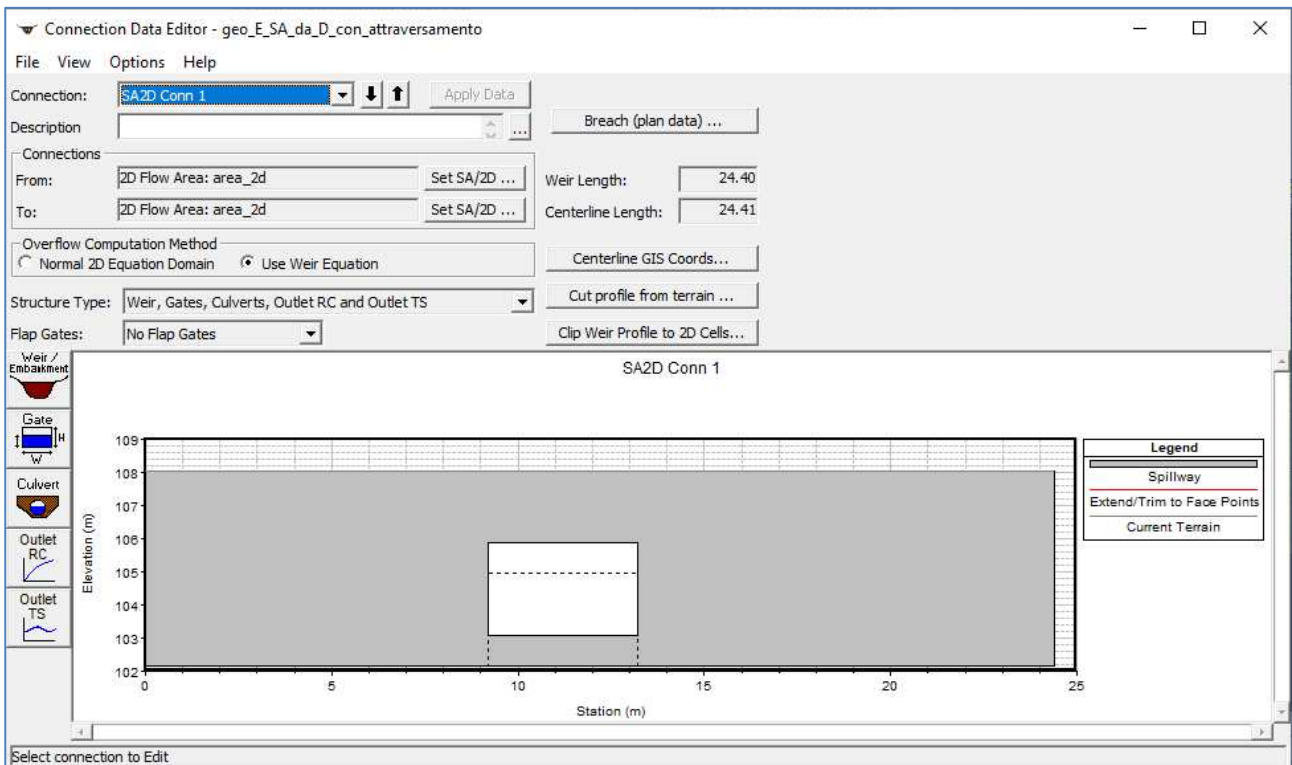 Connection Data Editor - geo_E_SA_da_D_con_attraversamento
File View Options Help
Connection: SA2D Conn 1 Apply Data
Description ... Breach (plan data) ...
Connections
From: 2D Flow Area: area_2d Set SA/2D ... Weir Length: 24.40
To: 2D Flow Area: area_2d Set SA/2D ... Centerline Length: 24.41
Overflow Computation Method
Normal 2D Equation Domain Use Weir Equation Centerline GIS Coords...
Structure Type: Weir, Gates, Culverts, Outlet RC and Outlet TS Cut profile from terrain ...
Flap Gates: No Flap Gates Clip Weir Profile to 2D Cells...
Weir /
Embankment
Gate
H
W
Culvert
Outlet
RC
Outlet
TS
SA2D Conn 1
109
108
107
106
105
104
103
102
Elevation (m)
0 5 10 15 20 25
Station (m)
Legend
Spillway
Extend/Trim to Face Points
Current Terrain
Select connection to Edit